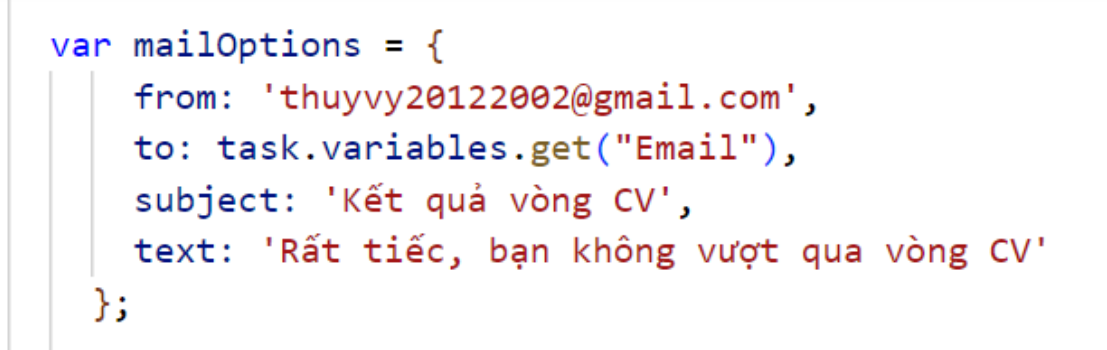 var mailOptions = {
from: 'thuyvy20122002@gmail.com',
to: task.variables.get("Email"),
subject: 'Kết quả vòng CV',
text: 'Rất tiếc, bạn không vượt qua vòng CV'
};